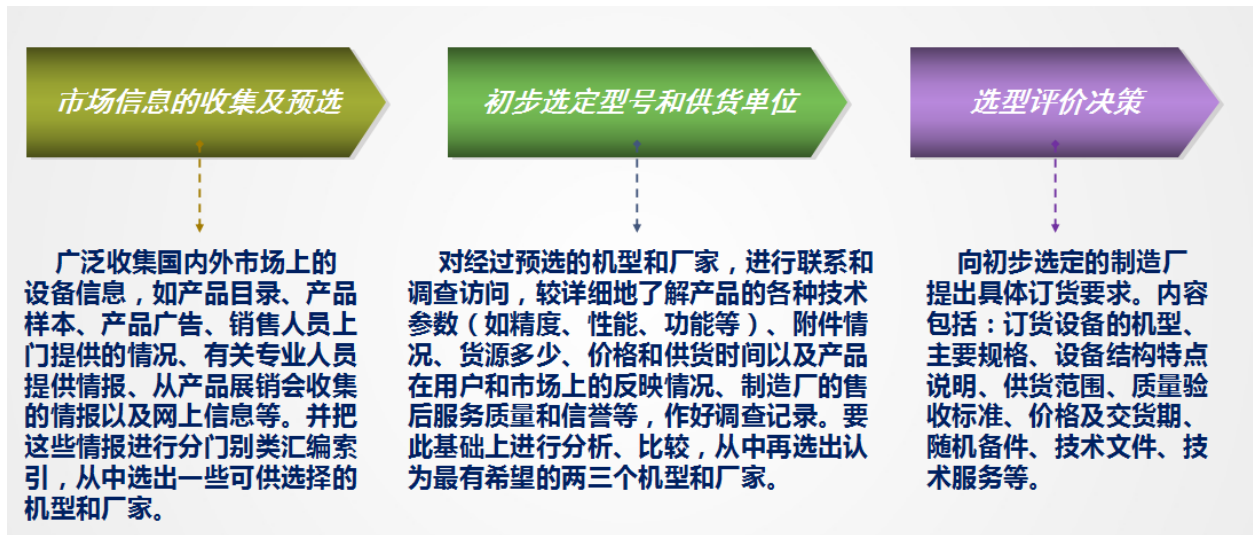 市场信息的收集及预选
广泛收集国内外市场上的
设备信息，如产品目录、产品
样本、产品广告、销售人员上
门提供的情况、有关专业人员
提供情报、从产品展销会收集
的情报以及网上信息等。并把
这些情报进行分门别类汇编索
引，从中选出一些可供选择的
机型和厂家。
初步选定型号和供货单位
对经过预选的机型和厂家，进行联系和
调查访问，较详细地了解产品的各种技术
参数（如精度、性能、功能等）、附件情
况、货源多少、价格和供货时间以及产品
在用户和市场上的反映情况、制造厂的售
后服务质量和信誉等，作好调查记录。要
此基础上进行分析、比较，从中再选出认
为最有希望的两三个机型和厂家。
选型评价决策
向初步选定的制造厂
提出具体订货要求。内容
包括：订货设备的机型、
主要规格、设备结构特点
说明、供货范围、质量验
收标准、价格及交货期、
随机备件、技术文件、技
术服务等。